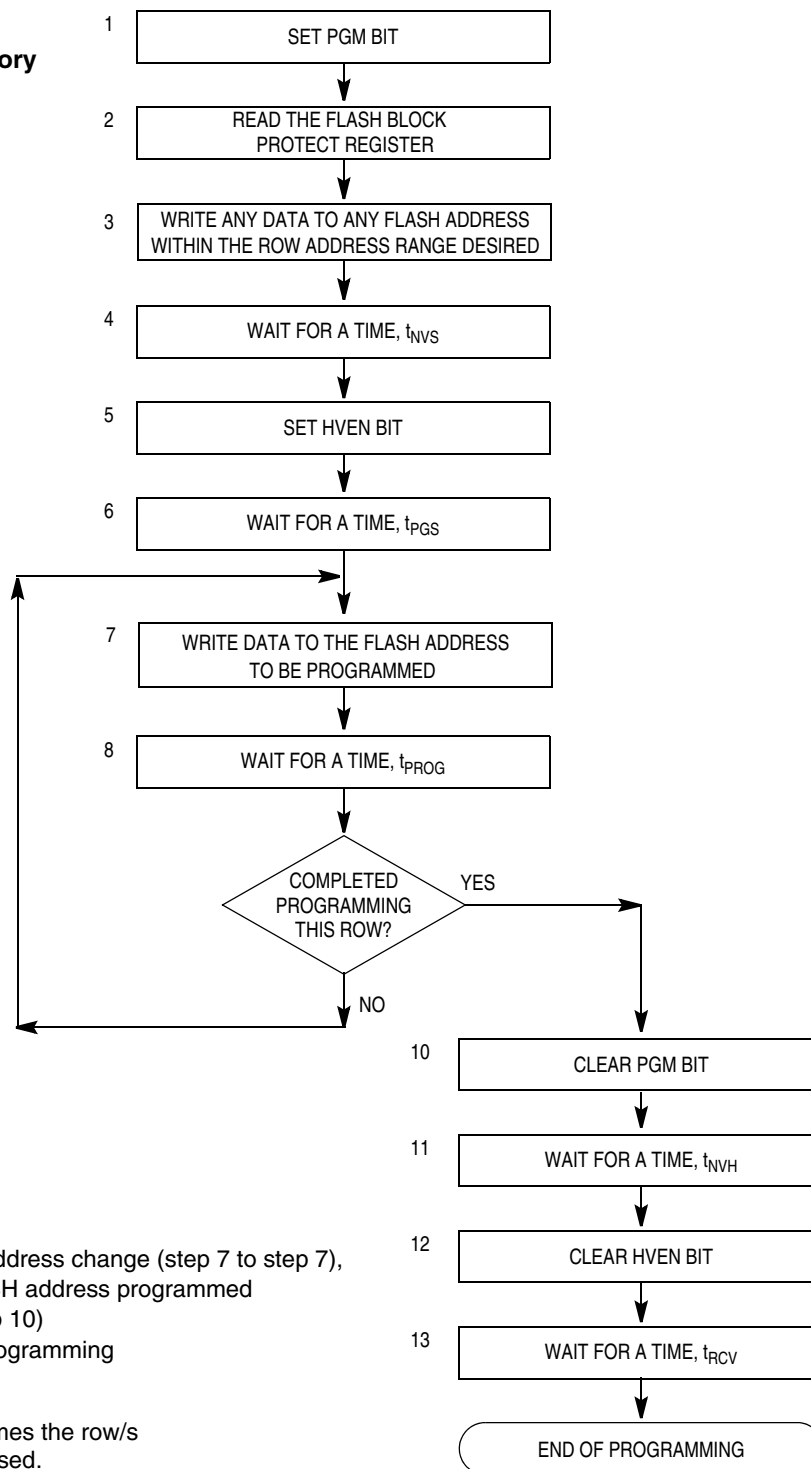 1
SET PGM BIT
ory
2
READ THE FLASH BLOCK
PROTECT REGISTER
3
WRITE ANY DATA TO ANY FLASH ADDRESS
WITHIN THE ROW ADDRESS RANGE DESIRED
4
WAIT FOR A TIME, tNVS
5
SET HVEN BIT
6
WAIT FOR A TIME, tPGS
7
WRITE DATA TO THE FLASH ADDRESS
TO BE PROGRAMMED
8
WAIT FOR A TIME, tPROG
COMPLETED
PROGRAMMING
THIS ROW?
YES
NO
10
CLEAR PGM BIT
11
WAIT FOR A TIME, tNVH
12
CLEAR HVEN BIT
13
WAIT FOR A TIME, tRCV
END OF PROGRAMMING
ddress change (step 7 to step 7),
H address programmed
10)
ogramming
nes the row/s
sed.